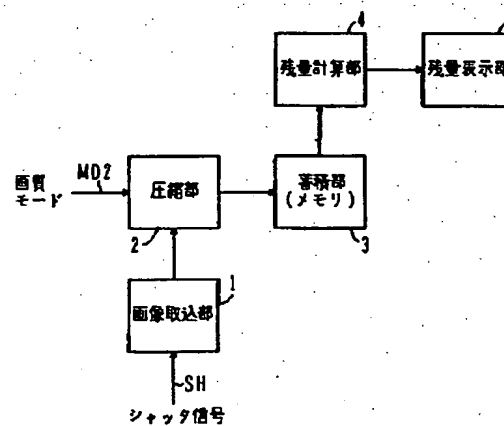 4
残量計算部
残量表示部
MD2
画質
モード
圧縮部
蓄積部
(メモリ)
2
3
1
画像取込部
SH
シャッタ信号